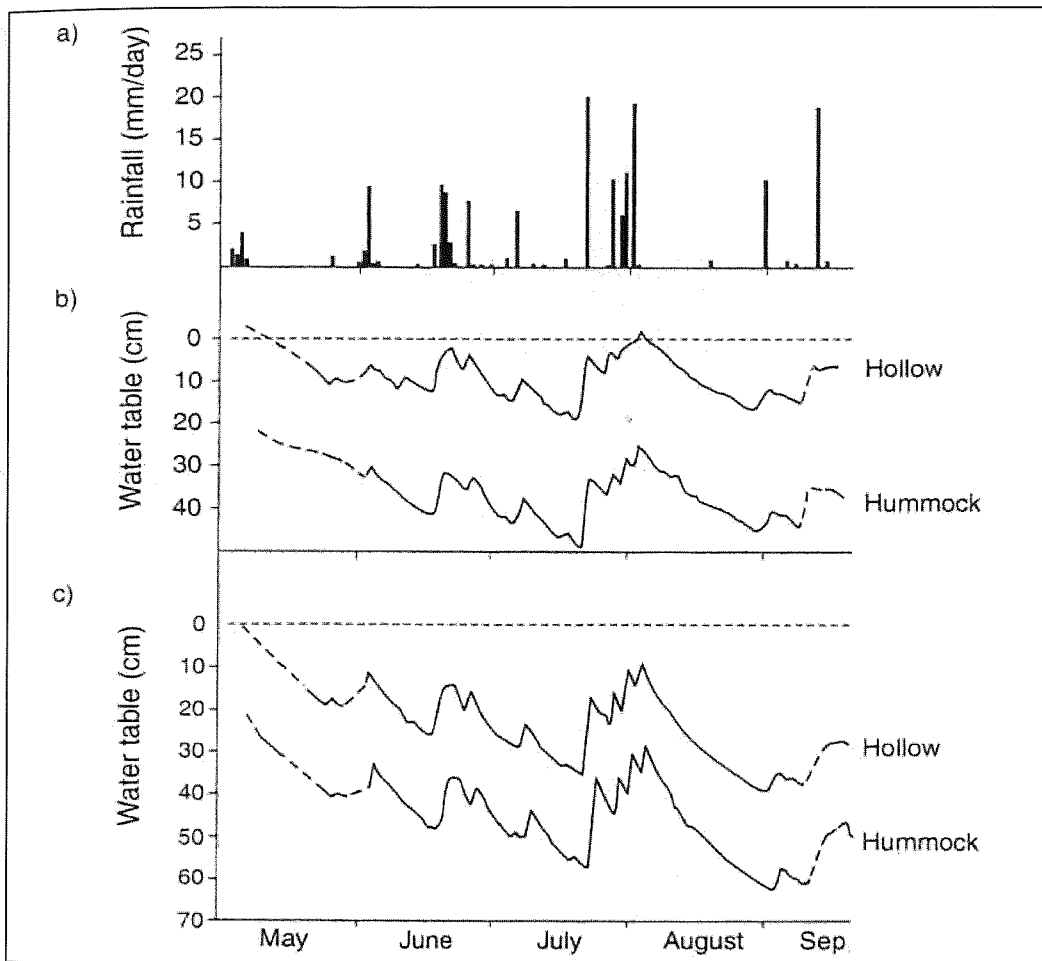 a)
Rainfall (mm/day)
25
20
15
10
5
b)
Water table (cm)
0
10
20
30
40
Hollow
Hummock
c)
Water table (cm)
0
10
20
30
40
50
60
70
Hollow
Hummock
May June July August Sep.